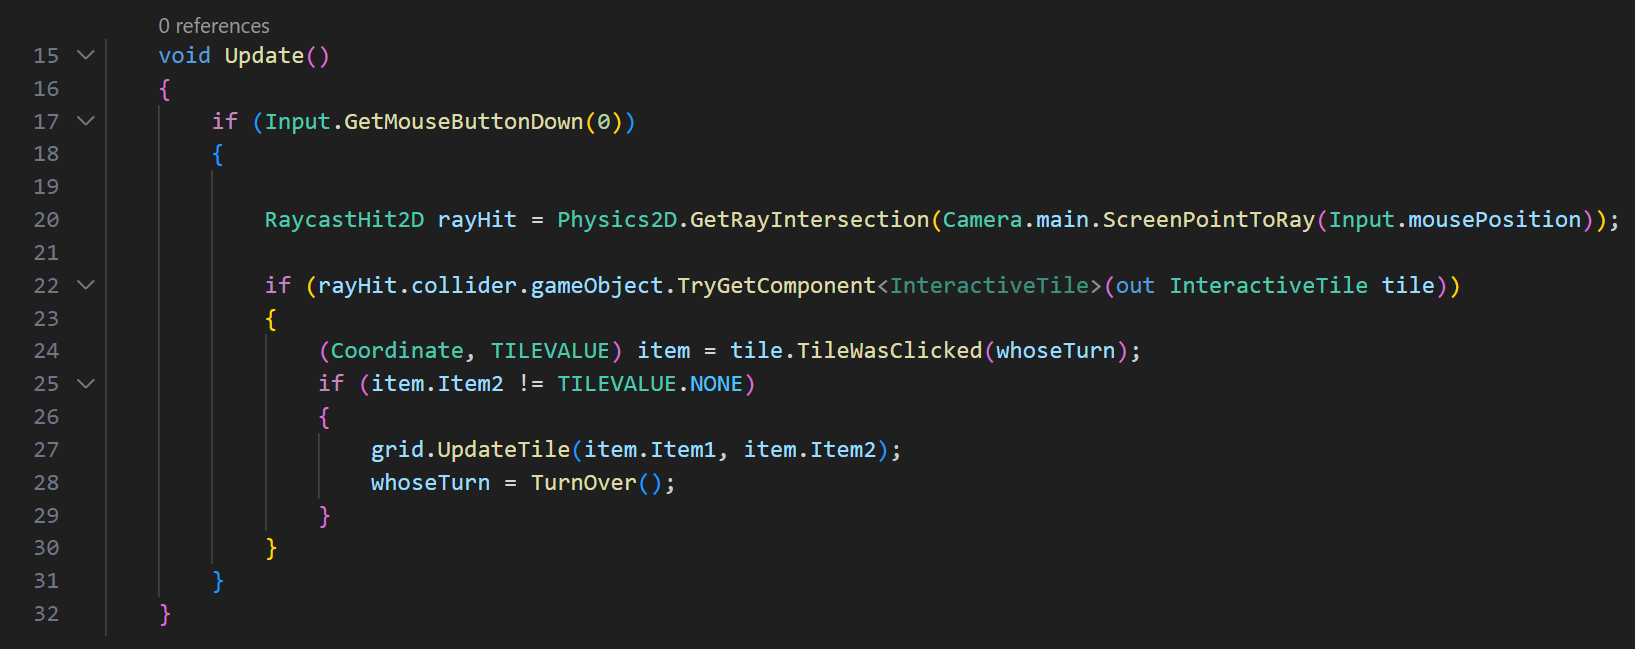 0 references
15 void Update()
16 {
17 if (Input.GetMouseButtonDown(0))
18 {
19
20 RaycastHit2D rayHit = Physics2D.GetRayIntersection(Camera.main.ScreenPointToRay(Input.mousePosition));
21
22 if (rayHit.collider.gameObject.TryGetComponent<InteractiveTile>(out InteractiveTile tile))
23 {
24 (Coordinate, TILEVALUE) item = tile.TileWasClicked(whoseTurn);
25 if (item.Item2 != TILEVALUE.NONE)
26 {
27 grid.UpdateTile(item.Item1, item.Item2);
28 whoseTurn = TurnOver();
29 }
30 }
31 }
32 }